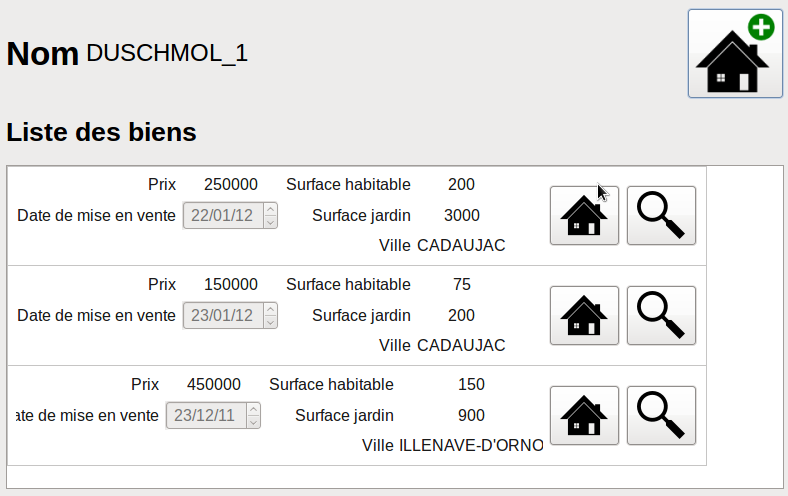 Nom DUSCHMOL_1
Liste des biens
Prix 250000 Surface habitable 200
Date de mise en vente 22/01/12 Surface jardin 3000
Ville CADAUJAC
Prix 150000 Surface habitable 75
Date de mise en vente 23/01/12 Surface jardin 200
Ville CADAUJAC
Prix 450000 Surface habitable 150
ate de mise en vente 23/12/11 Surface jardin 900
Ville ILLENAVE-D'ORNO